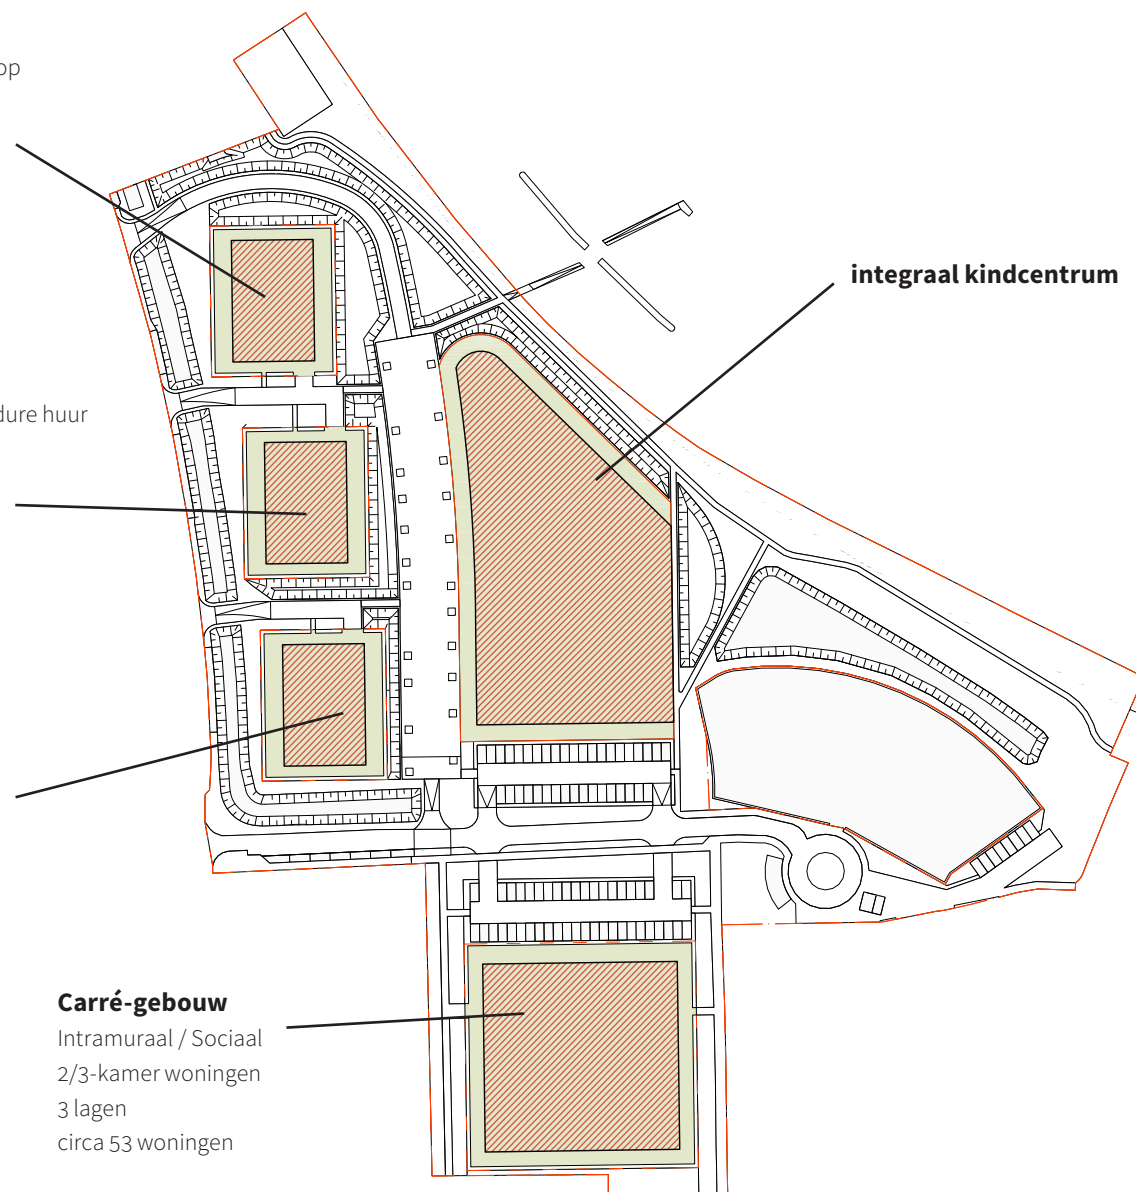 op
integraal kindcentrum
dure huur
Carré-gebouw
Intramuraal / Sociaal
2/3-kamer woningen
3 lagen
circa 53 woningen